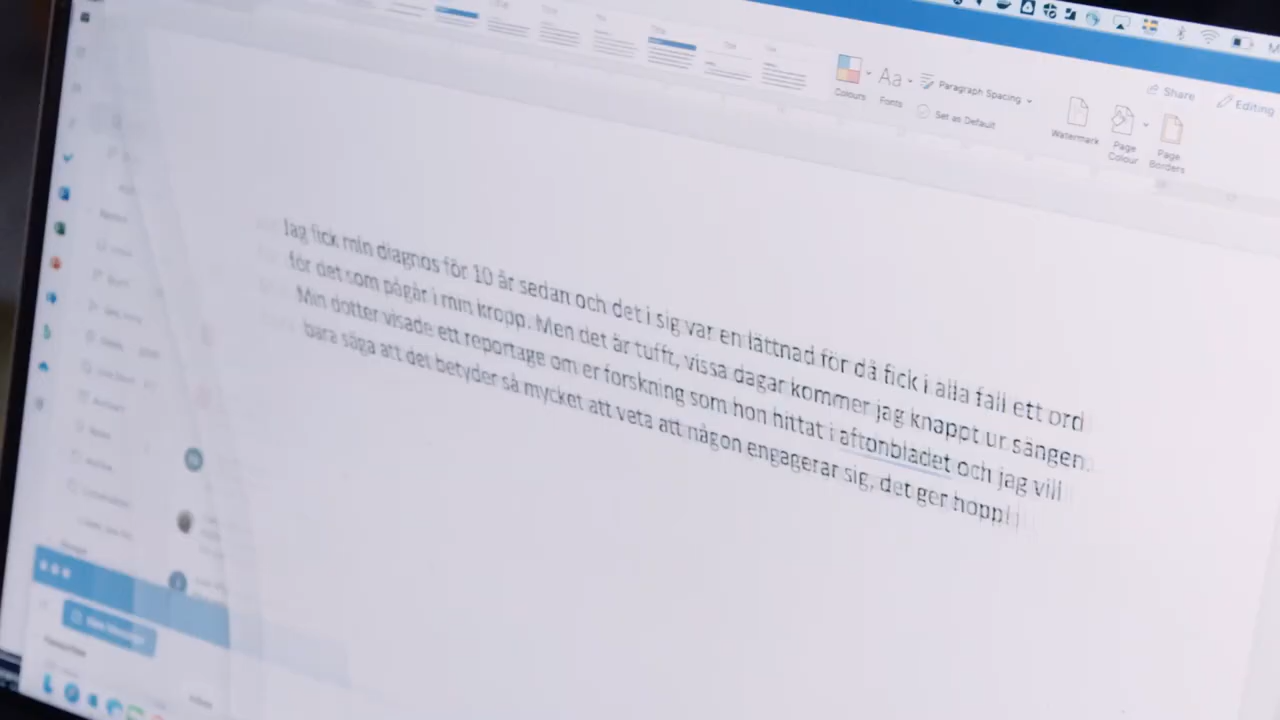 Share
Editing
Colours
Aa
Fonts
Paragraph Spacing
Set as Default
Watermark
Page Colour
Page Borders
Jag fick min diagnos för 10 år sedan och det i sig var en lättnad för då fick i alla fall ett ord
för det som pågår i min kropp. Men det är tufft, vissa dagar kommer jag knappt ur sängen.
Min dotter visade ett reportage om er forskning som hon hittat i aftonbladet och jag vill
bara säga att det betyder så mycket att veta att någon engagerar sig, det ger hopp!